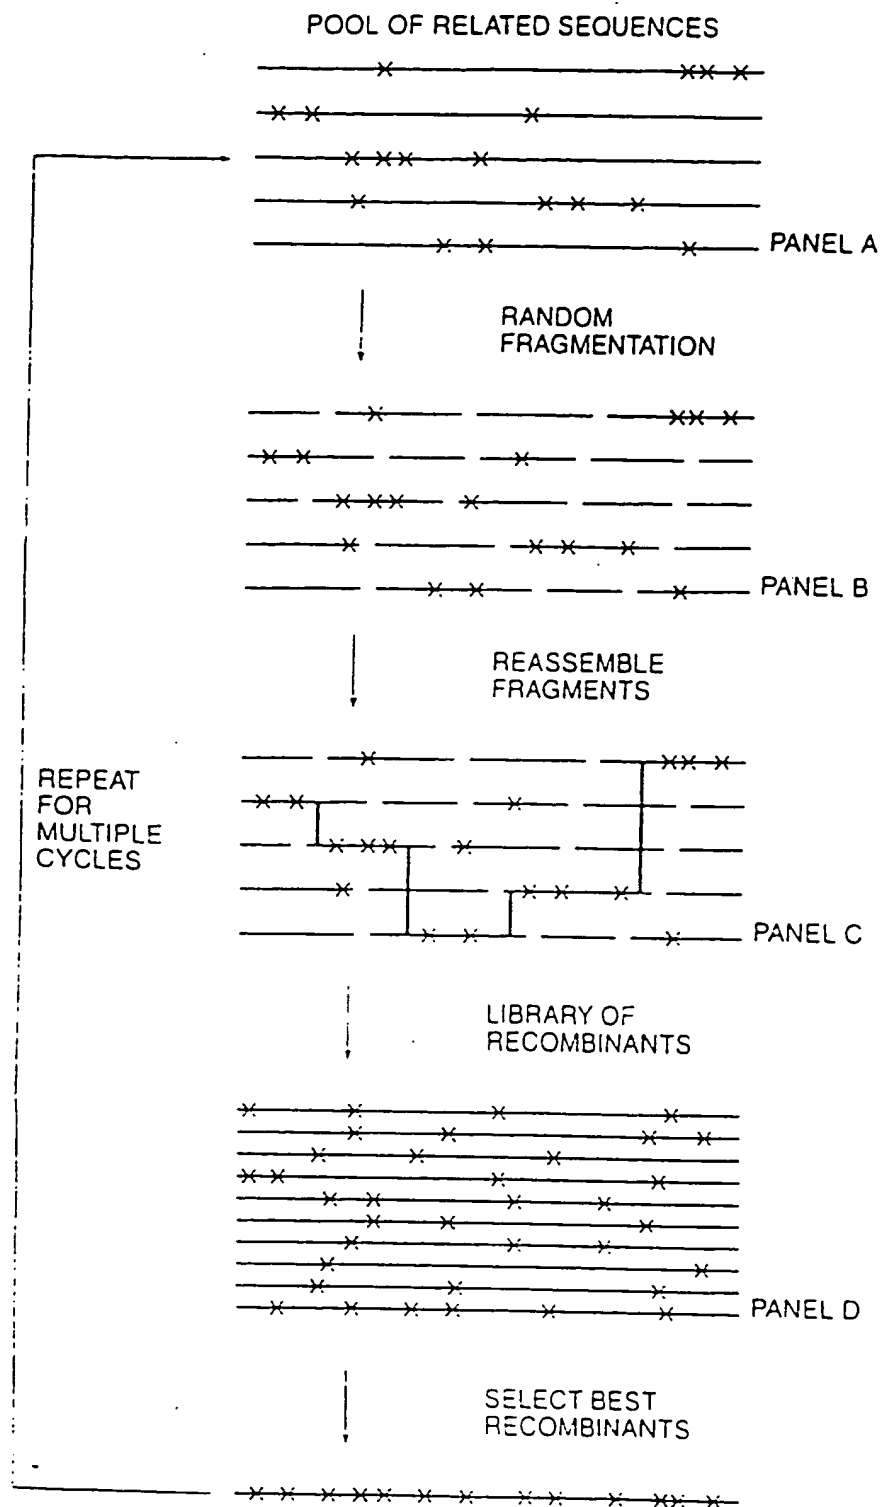 POOL OF RELATED SEQUENCES
PANEL A
RANDOM
FRAGMENTATION
PANEL B
REASSEMBLE
FRAGMENTS
REPEAT
FOR
MULTIPLE
CYCLES
PANEL C
LIBRARY OF
RECOMBINANTS
PANEL D
SELECT BEST
RECOMBINANTS